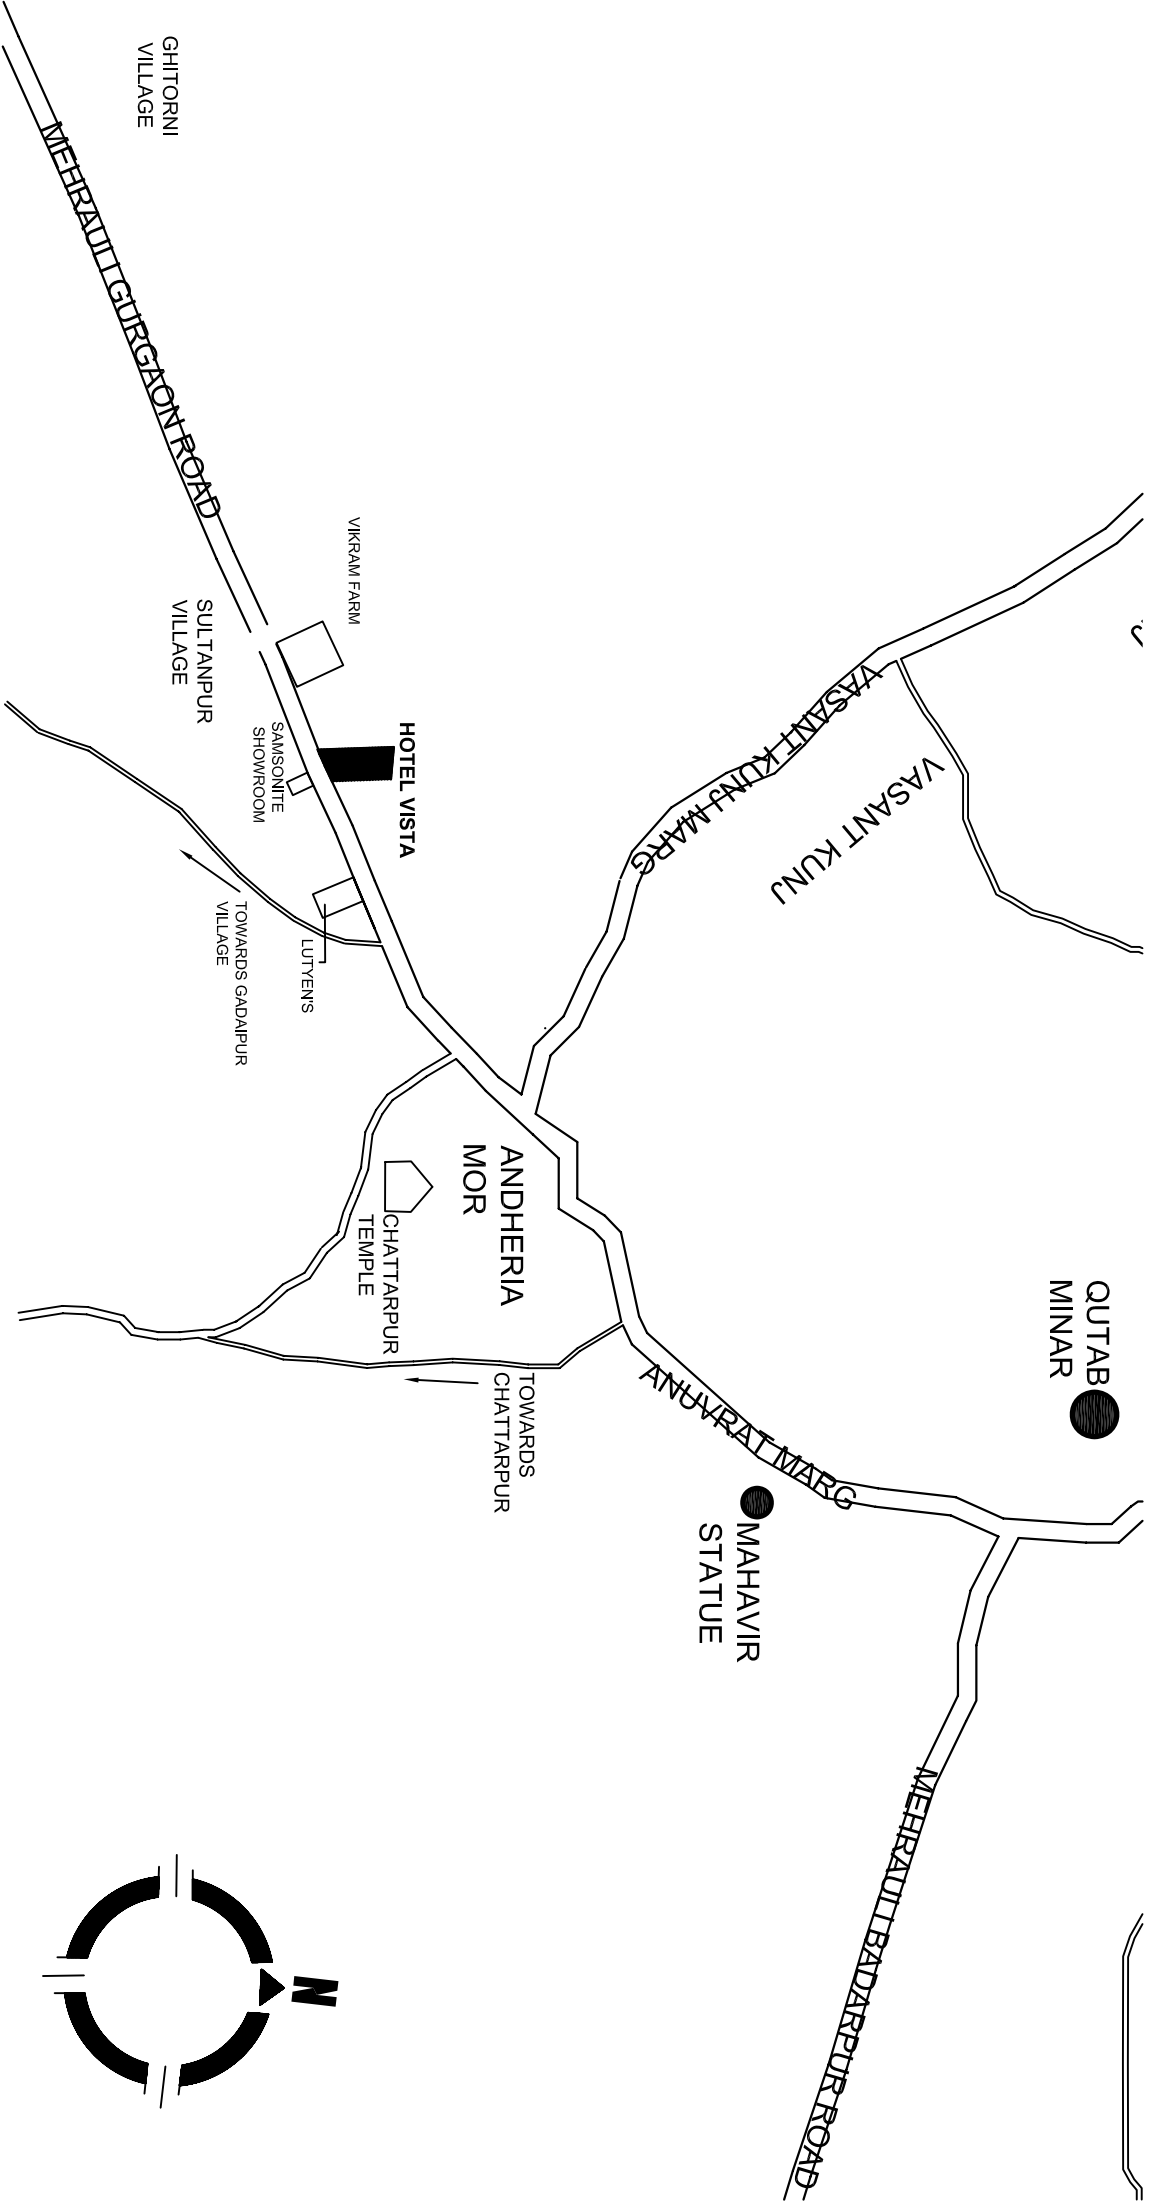 GHITORNI
VILLAGE
MEHRAULI GURGAON ROAD
VIKRAM FARM
SULTANPUR
VILLAGE
HOTEL VISTA
SAMSONITE
SHOWROOM
TOWARDS GADAIPUR
VILLAGE
LUTYEN'S
VASANT KUNJ MARG
VASANT KUNJ
J
ANDHERIA
MOR
CHATTARPUR
TEMPLE
TOWARDS
CHATTARPUR
QUTAB
MINAR
ANUVRAT MARG
MAHAVIR
STATUE
MEHRAULI BADARPUR ROAD
N